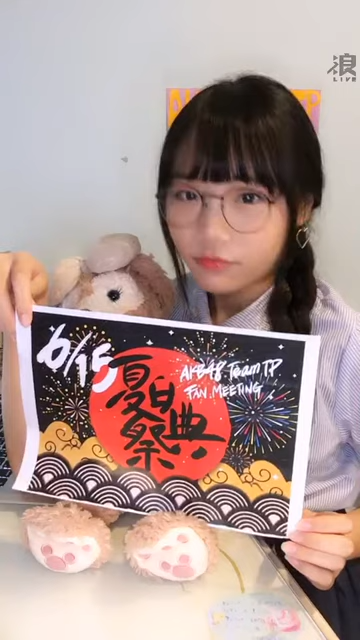 浪
LIVE
6/15
AKB48 Team TP
FAN MEETING
夏日
祭典